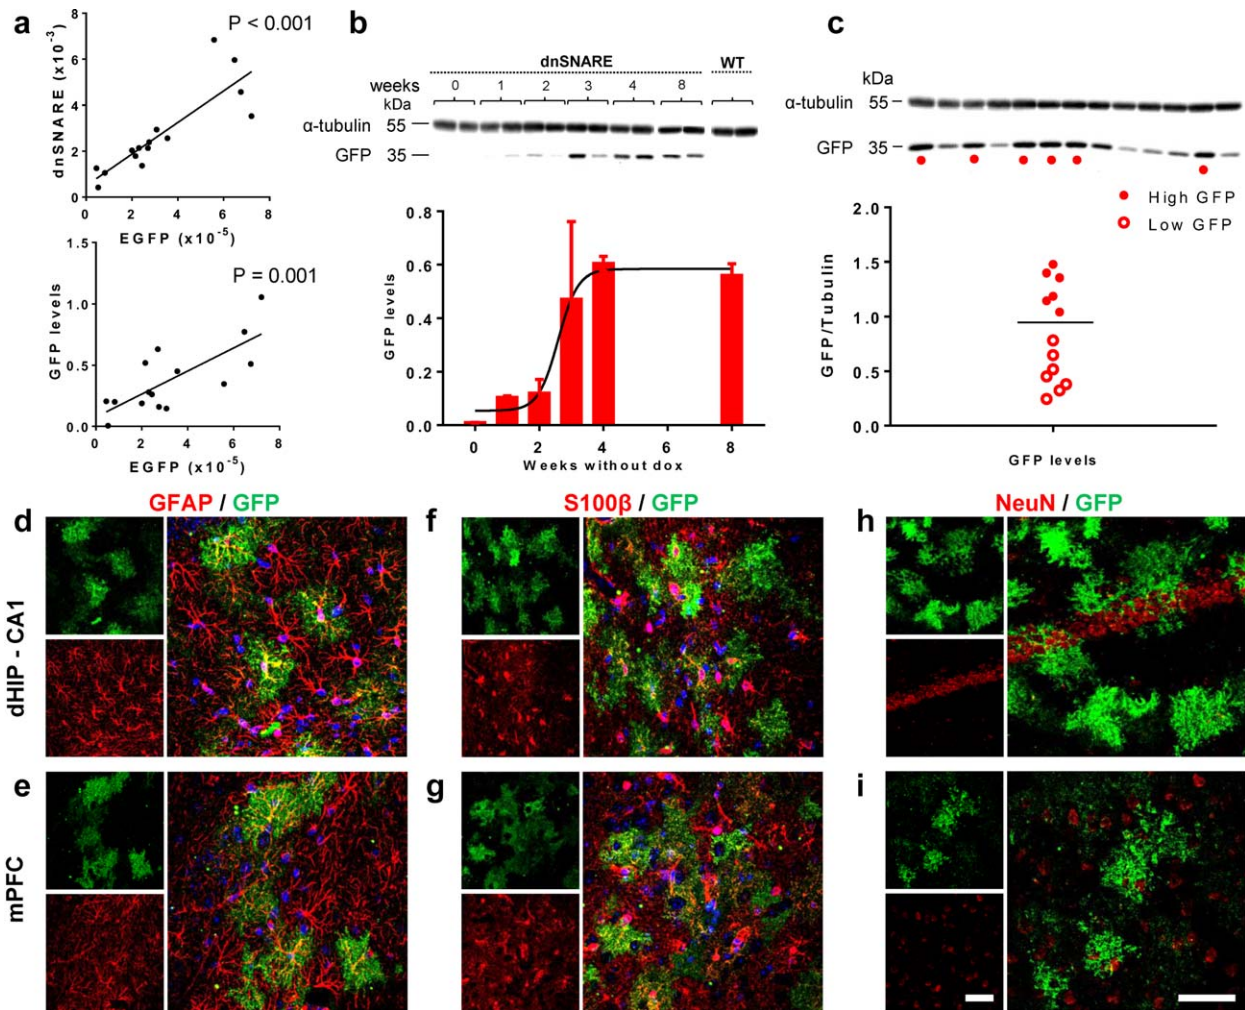 a
P < 0.001
dnSNARE (x10-3)
8
6
4
2
0
0 2 4 6 8
EGFP (x10-5)
P = 0.001
GFP levels
1.5
1.0
0.5
0.0
0 2 4 6 8
EGFP (x10-5)
b
dnSNARE WT
weeks 0 1 2 3 4 8
kDa
α-tubulin 55
GFP 35
GFP levels
0.8
0.6
0.4
0.2
0.0
0 2 4 6 8
Weeks without dox
c
kDa
α-tubulin 55
GFP 35
High GFP
Low GFP
GFP/Tubulin
2.0
1.5
1.0
0.5
0.0
GFP levels
GFAP / GFP
S100β / GFP
NeuN / GFP
dHIP - CA1
d
f
h
mPFC
e
g
i